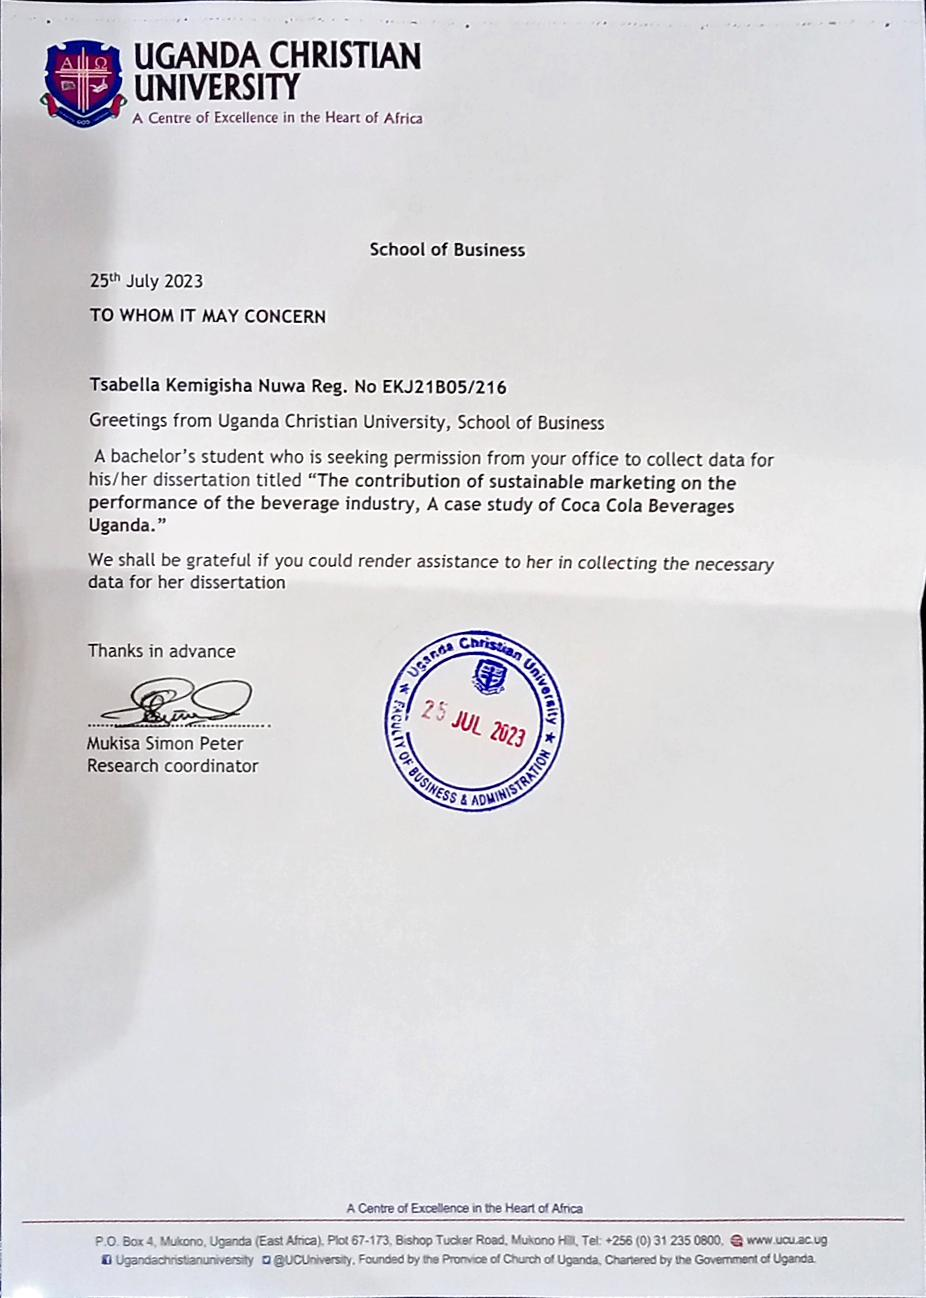 UGANDA CHRISTIAN
UNIVERSITY
A Centre of Excellence in the Heart of Africa
School of Business
25th July 2023
TO WHOM IT MAY CONCERN
Tsabella Kemigisha Nuwa Reg. No EKJ21B05/216
Greetings from Uganda Christian University, School of Business
A bachelor's student who is seeking permission from your office to collect data for
his/her dissertation titled “The contribution of sustainable marketing on the
performance of the beverage industry, A case study of Coca Cola Beverages
Uganda.”
We shall be grateful if you could render assistance to her in collecting the necessary
data for her dissertation
Thanks in advance
Mukisa Simon Peter
Research coordinator
★ Uganda Christian University ★
25 JUL 2023
FACULTY OF BUSINESS & ADMINISTRATION
A Centre of Excellence in the Heart of Africa
P.O. Box 4, Mukono, Uganda (East Africa), Plot 67-173, Bishop Tucker Road, Mukono Hill, Tel: +256 (0) 31 235 0800, www.ucu.ac.ug
Ugandachristianuniversity @UCUniversity, Founded by the Pronvice of Church of Uganda, Chartered by the Government of Uganda.